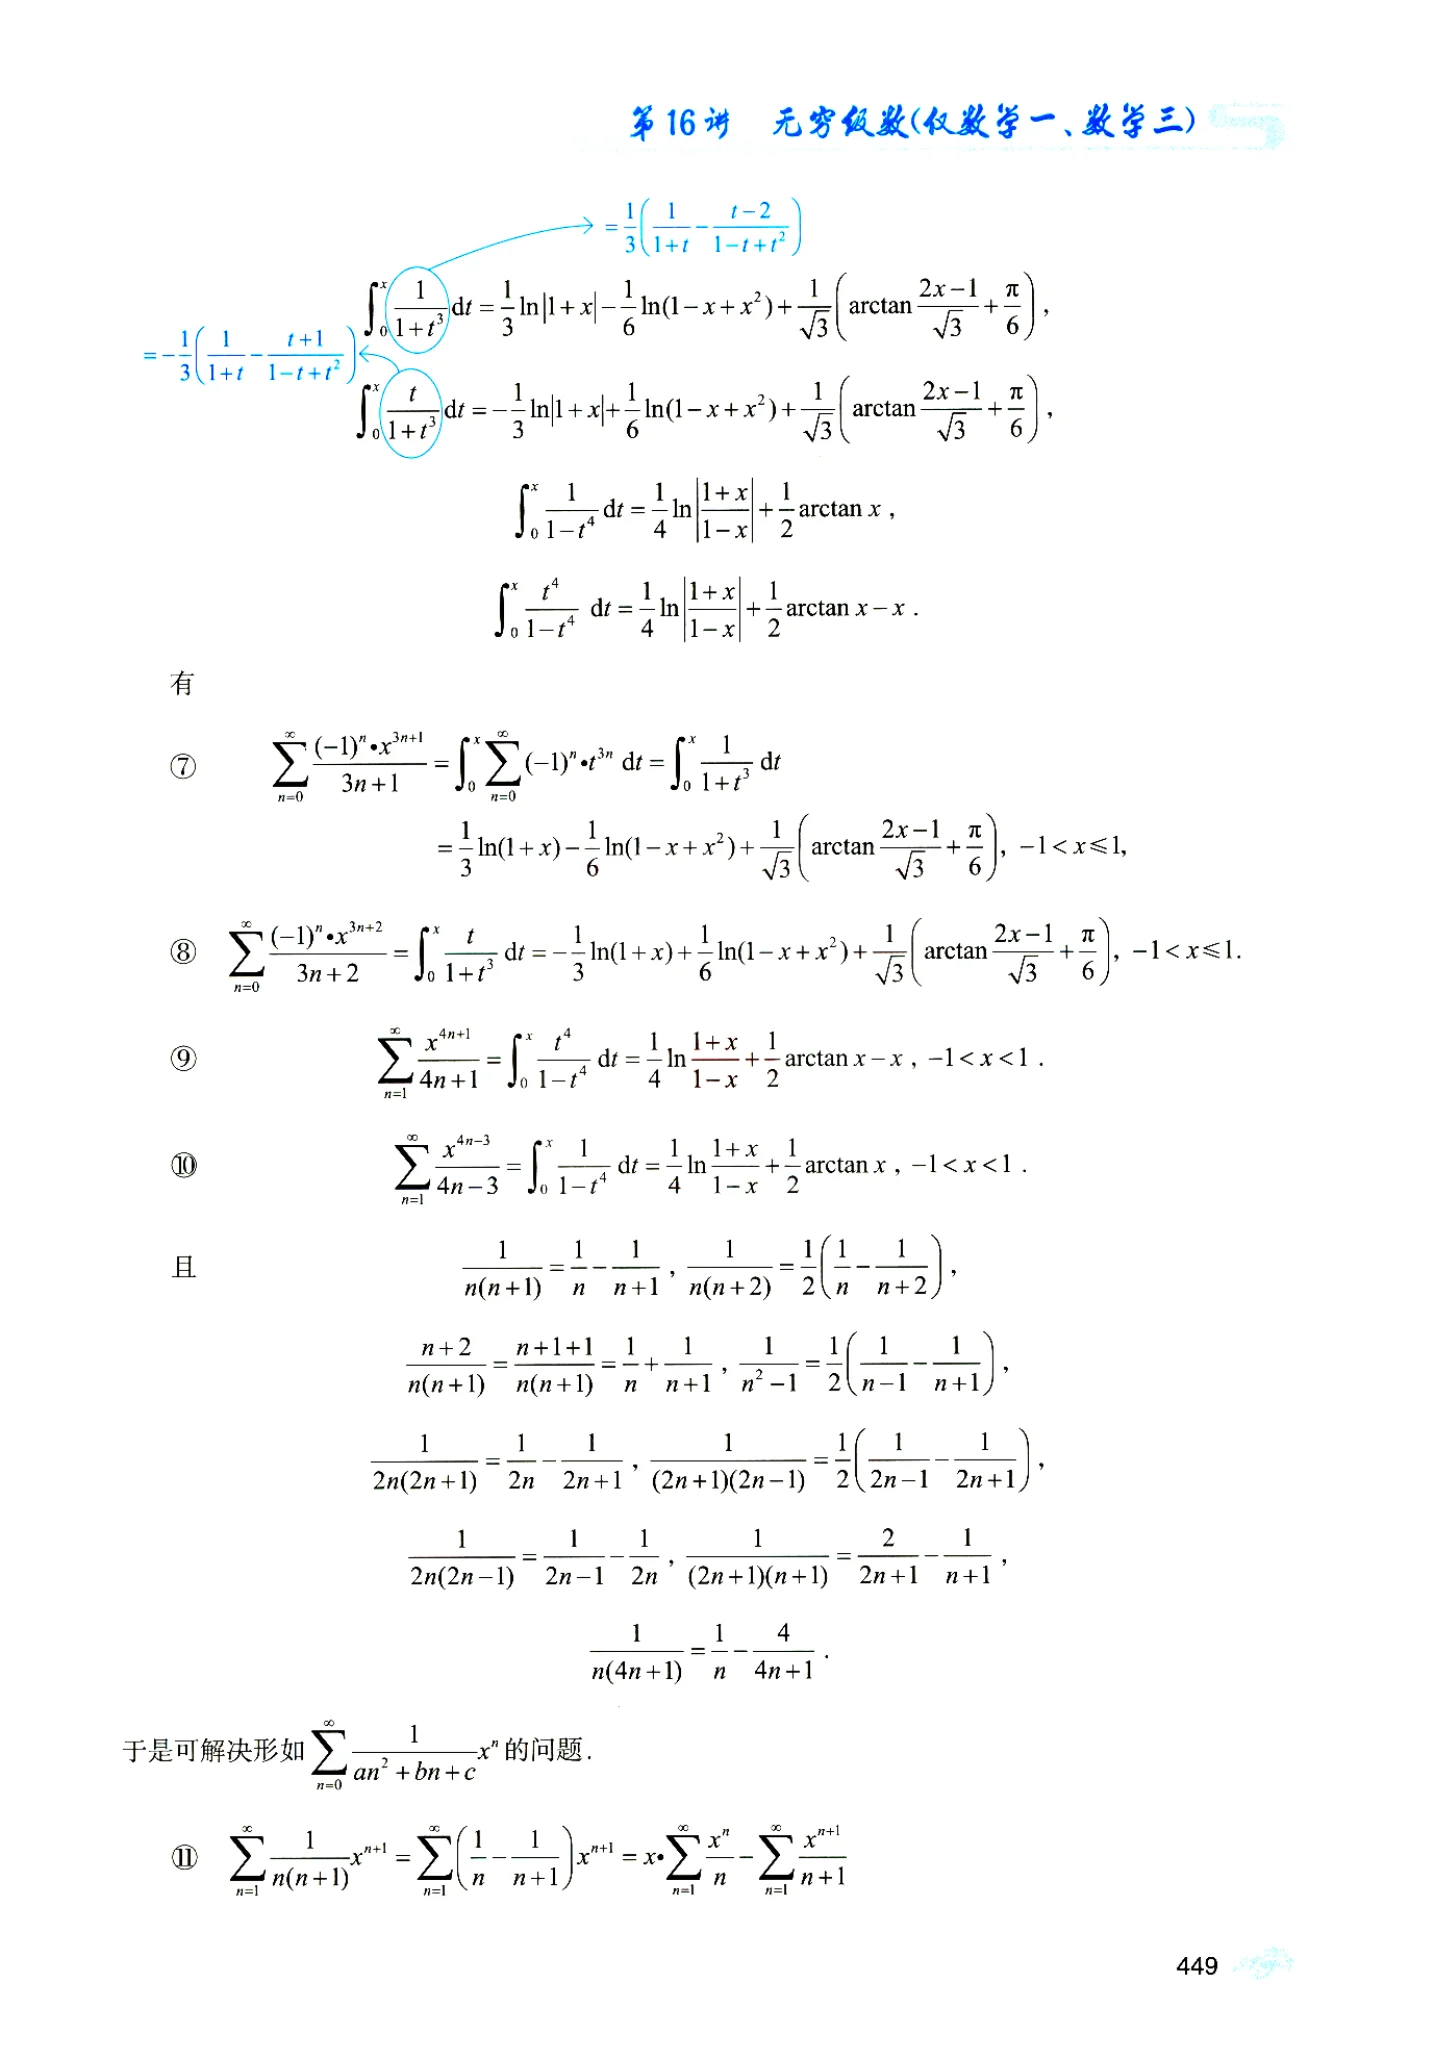 第16讲 无穷级数(仅数学一、数学三)
$=\frac{1}{3}\left(\frac{1}{1+t}-\frac{t-2}{1-t+t^2}\right)$
$\int_0^x \frac{1}{1+t^3}\mathrm{d}t=\frac{1}{3}\ln|1+x|-\frac{1}{6}\ln(1-x+x^2)+\frac{1}{\sqrt{3}}\left(\arctan\frac{2x-1}{\sqrt{3}}+\frac{\pi}{6}\right),$
$=-\frac{1}{3}\left(\frac{1}{1+t}-\frac{t+1}{1-t+t^2}\right)$
$\int_0^x \frac{t}{1+t^3}\mathrm{d}t=-\frac{1}{3}\ln|1+x|+\frac{1}{6}\ln(1-x+x^2)+\frac{1}{\sqrt{3}}\left(\arctan\frac{2x-1}{\sqrt{3}}+\frac{\pi}{6}\right),$
$\int_0^x \frac{1}{1-t^4}\mathrm{d}t=\frac{1}{4}\ln\left|\frac{1+x}{1-x}\right|+\frac{1}{2}\arctan x,$
$\int_0^x \frac{t^4}{1-t^4}\mathrm{d}t=\frac{1}{4}\ln\left|\frac{1+x}{1-x}\right|+\frac{1}{2}\arctan x-x.$
有
⑦ $\sum_{n=0}^{\infty}\frac{(-1)^n\cdot x^{3n+1}}{3n+1}=\int_0^x\sum_{n=0}^{\infty}(-1)^n\cdot t^{3n}\mathrm{d}t=\int_0^x\frac{1}{1+t^3}\mathrm{d}t$
$=\frac{1}{3}\ln(1+x)-\frac{1}{6}\ln(1-x+x^2)+\frac{1}{\sqrt{3}}\left(\arctan\frac{2x-1}{\sqrt{3}}+\frac{\pi}{6}\right),-1<x\leqslant 1,$
⑧ $\sum_{n=0}^{\infty}\frac{(-1)^n\cdot x^{3n+2}}{3n+2}=\int_0^x\frac{t}{1+t^3}\mathrm{d}t=-\frac{1}{3}\ln(1+x)+\frac{1}{6}\ln(1-x+x^2)+\frac{1}{\sqrt{3}}\left(\arctan\frac{2x-1}{\sqrt{3}}+\frac{\pi}{6}\right),-1<x\leqslant 1.$
⑨ $\sum_{n=1}^{\infty}\frac{x^{4n+1}}{4n+1}=\int_0^x\frac{t^4}{1-t^4}\mathrm{d}t=\frac{1}{4}\ln\frac{1+x}{1-x}+\frac{1}{2}\arctan x-x,-1<x<1.$
⑩ $\sum_{n=1}^{\infty}\frac{x^{4n-3}}{4n-3}=\int_0^x\frac{1}{1-t^4}\mathrm{d}t=\frac{1}{4}\ln\frac{1+x}{1-x}+\frac{1}{2}\arctan x,-1<x<1.$
且 $\frac{1}{n(n+1)}=\frac{1}{n}-\frac{1}{n+1},\frac{1}{n(n+2)}=\frac{1}{2}\left(\frac{1}{n}-\frac{1}{n+2}\right),$
$\frac{n+2}{n(n+1)}=\frac{n+1+1}{n(n+1)}=\frac{1}{n}+\frac{1}{n+1},\frac{1}{n^2-1}=\frac{1}{2}\left(\frac{1}{n-1}-\frac{1}{n+1}\right),$
$\frac{1}{2n(2n+1)}=\frac{1}{2n}-\frac{1}{2n+1},\frac{1}{(2n+1)(2n-1)}=\frac{1}{2}\left(\frac{1}{2n-1}-\frac{1}{2n+1}\right),$
$\frac{1}{2n(2n-1)}=\frac{1}{2n-1}-\frac{1}{2n},\frac{1}{(2n+1)(n+1)}=\frac{2}{2n+1}-\frac{1}{n+1},$
$\frac{1}{n(4n+1)}=\frac{1}{n}-\frac{4}{4n+1}.$
于是可解决形如 $\sum_{n=0}^{\infty}\frac{1}{an^2+bn+c}x^n$ 的问题.
⑪ $\sum_{n=1}^{\infty}\frac{1}{n(n+1)}x^{n+1}=\sum_{n=1}^{\infty}\left(\frac{1}{n}-\frac{1}{n+1}\right)x^{n+1}=x\cdot\sum_{n=1}^{\infty}\frac{x^n}{n}-\sum_{n=1}^{\infty}\frac{x^{n+1}}{n+1}$
449